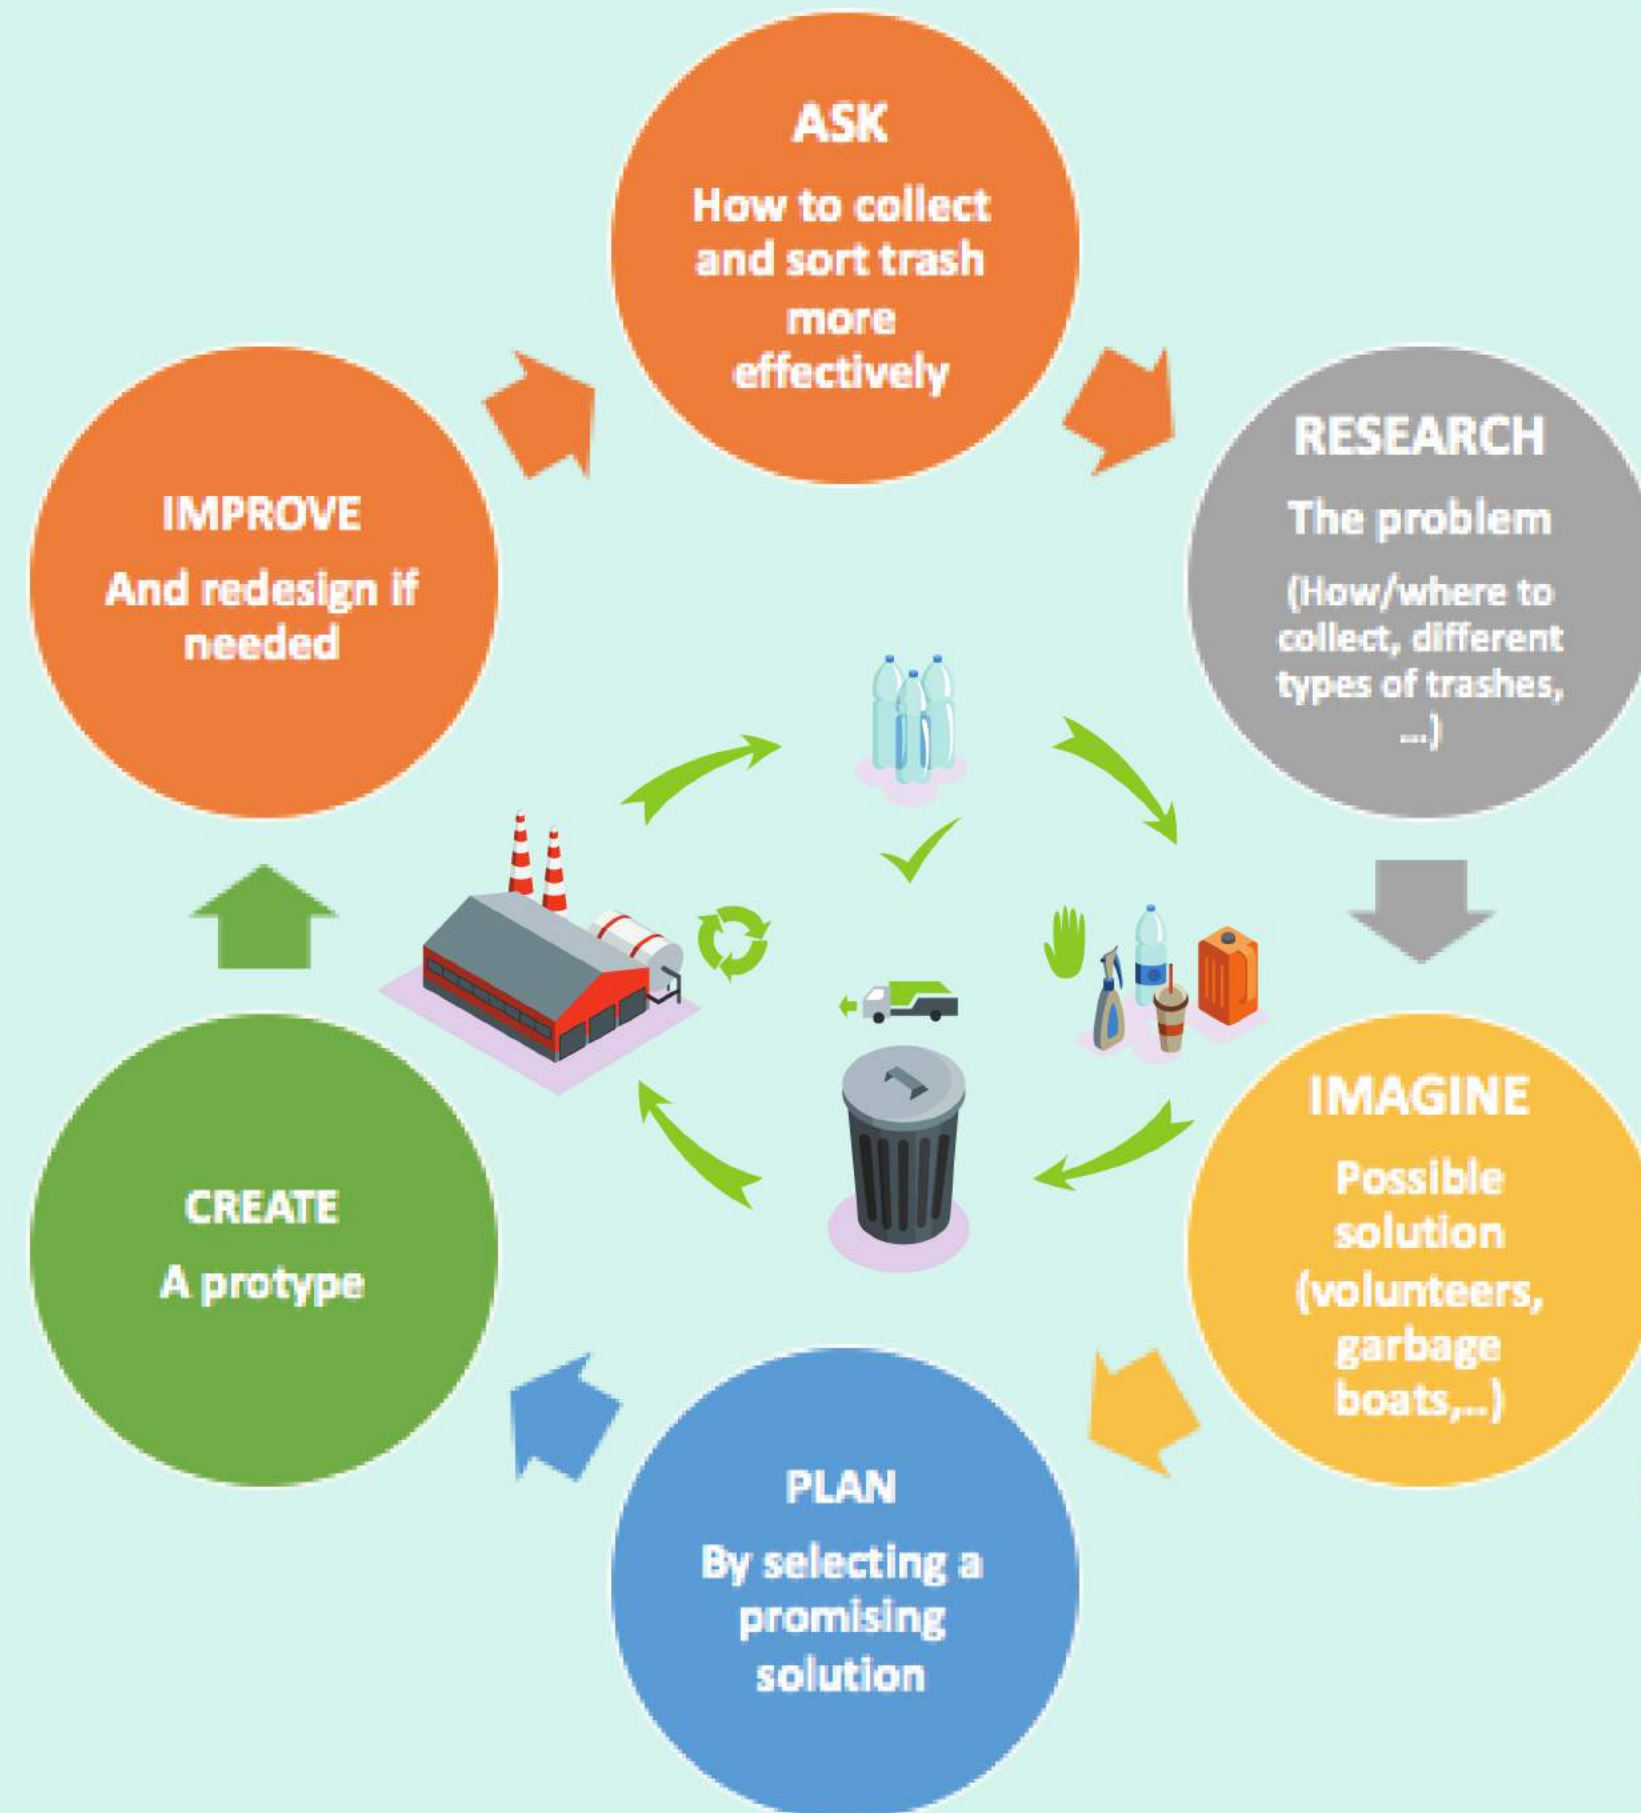 ASK
How to collect
and sort trash
more
effectively
RESEARCH
The problem
(How/where to
collect, different
types of trashes,
...)
IMAGINE
Possible
solution
(volunteers,
garbage
boats,...)
PLAN
By selecting a
promising
solution
CREATE
A protype
IMPROVE
And redesign if
needed